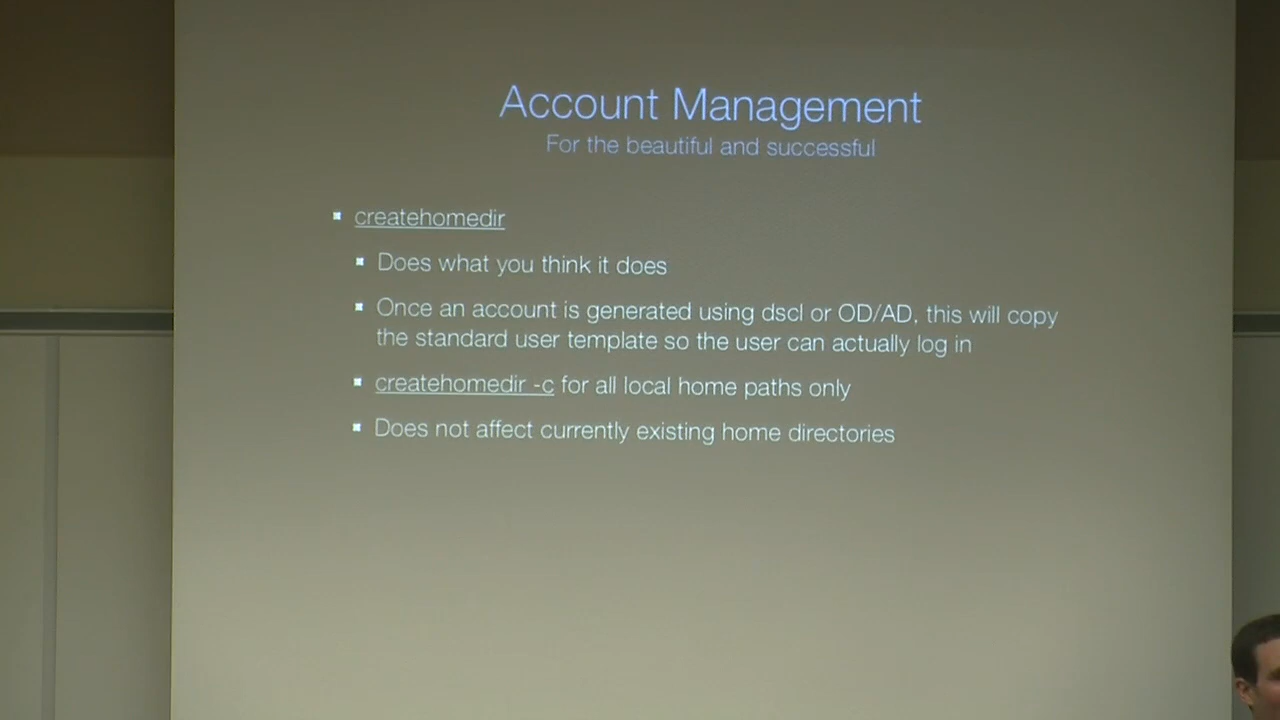 Account Management
For the beautiful and successful
createhomedir
Does what you think it does
Once an account is generated using dscl or OD/AD, this will copy
the standard user template so the user can actually log in
createhomedir -c for all local home paths only
Does not affect currently existing home directories